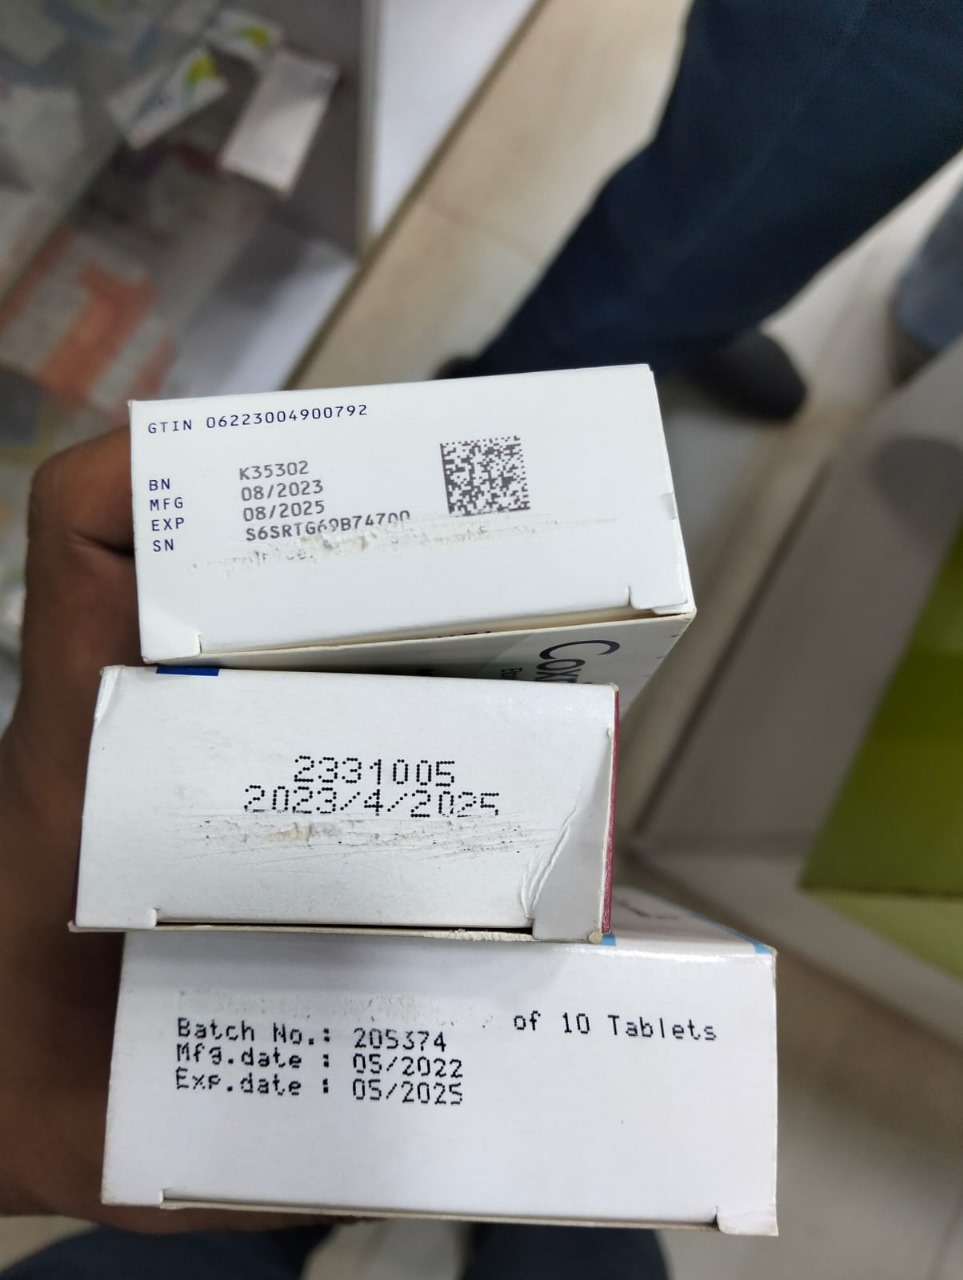 GTIN 06223004900792
BN K35302
MFG 08/2023
EXP 08/2025
SN S6SRTG69B74700
2331005
2023/4/2025
of 10 Tablets
Batch No.: 205374
Mfg.date : 05/2022
Exp.date : 05/2025